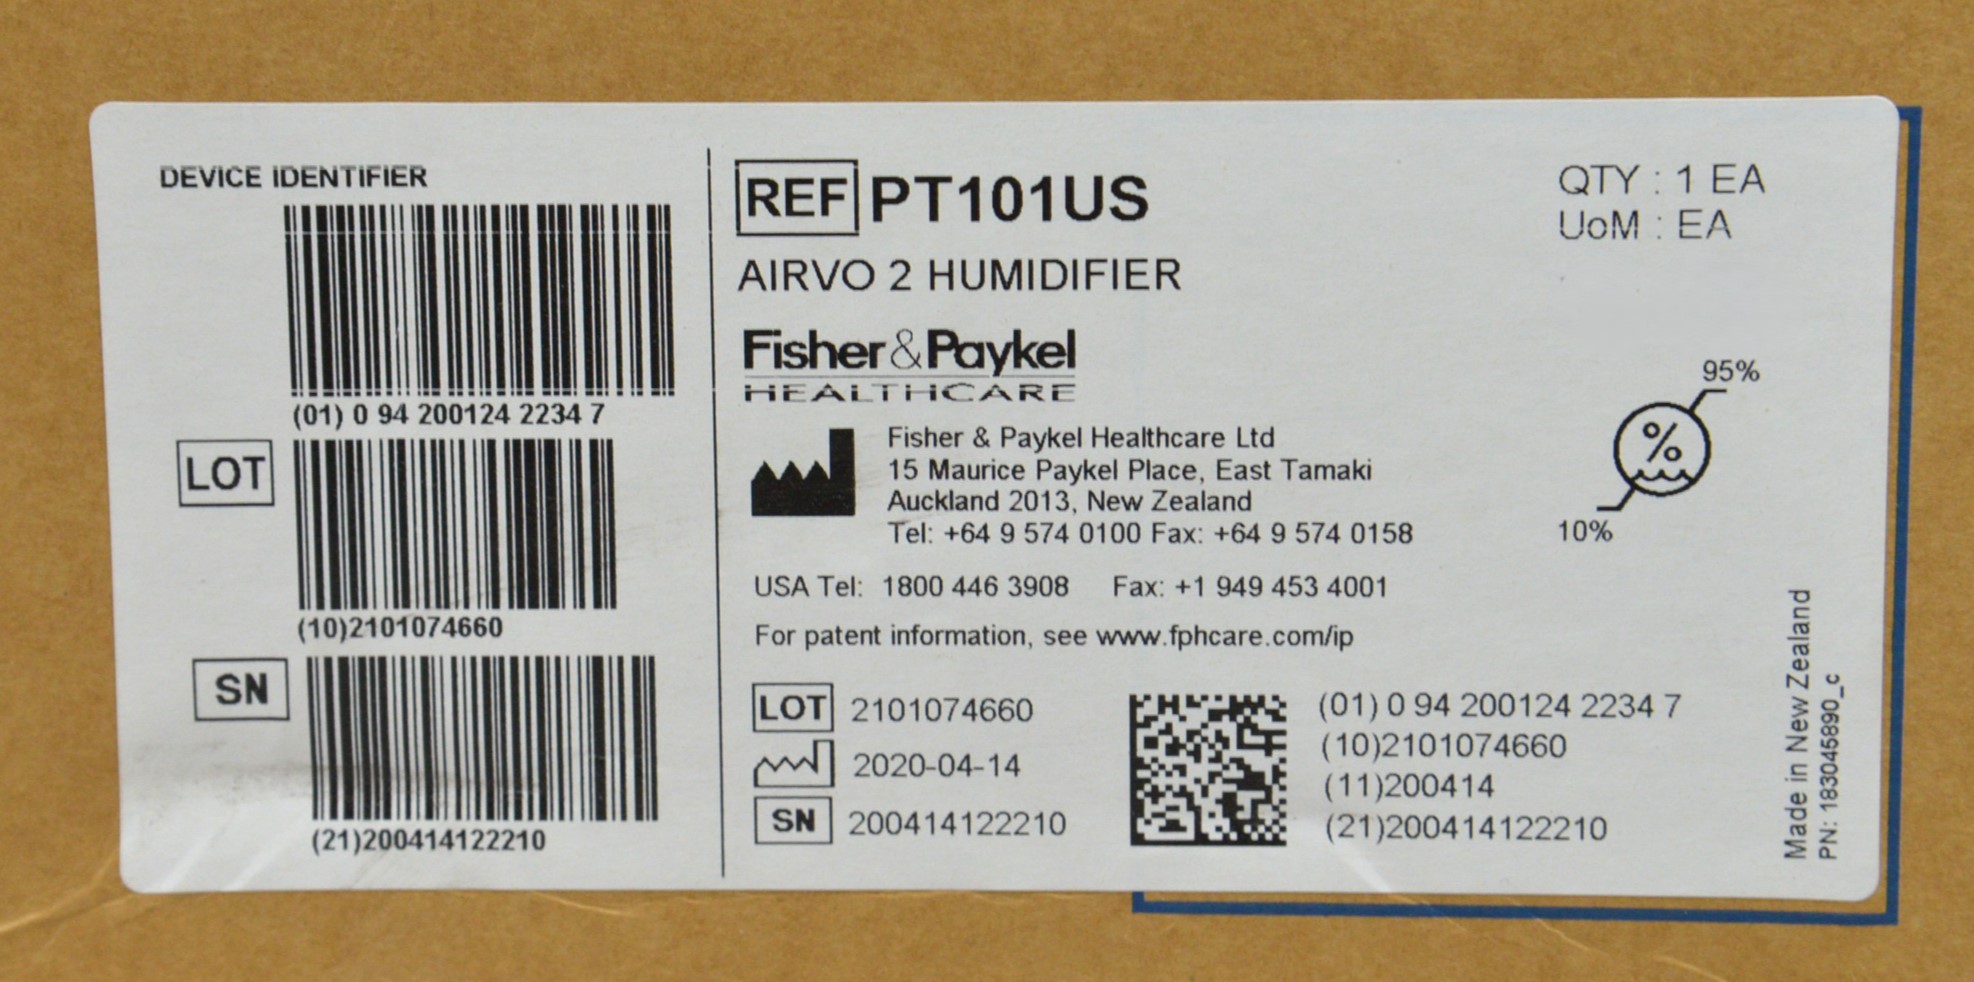 DEVICE IDENTIFIER
(01) 0 94 200124 2234 7
LOT
(10)2101074660
SN
(21)200414122210
REF PT101US
AIRVO 2 HUMIDIFIER
Fisher&Paykel
HEALTHCARE
Fisher & Paykel Healthcare Ltd
15 Maurice Paykel Place, East Tamaki
Auckland 2013, New Zealand
Tel: +64 9 574 0100 Fax: +64 9 574 0158
USA Tel: 1800 446 3908 Fax: +1 949 453 4001
For patent information, see www.fphcare.com/ip
LOT 2101074660
2020-04-14
SN 200414122210
(01) 0 94 200124 2234 7
(10)2101074660
(11)200414
(21)200414122210
QTY : 1 EA
UoM : EA
95%
%
10%
Made in New Zealand
PN: 183045890_c